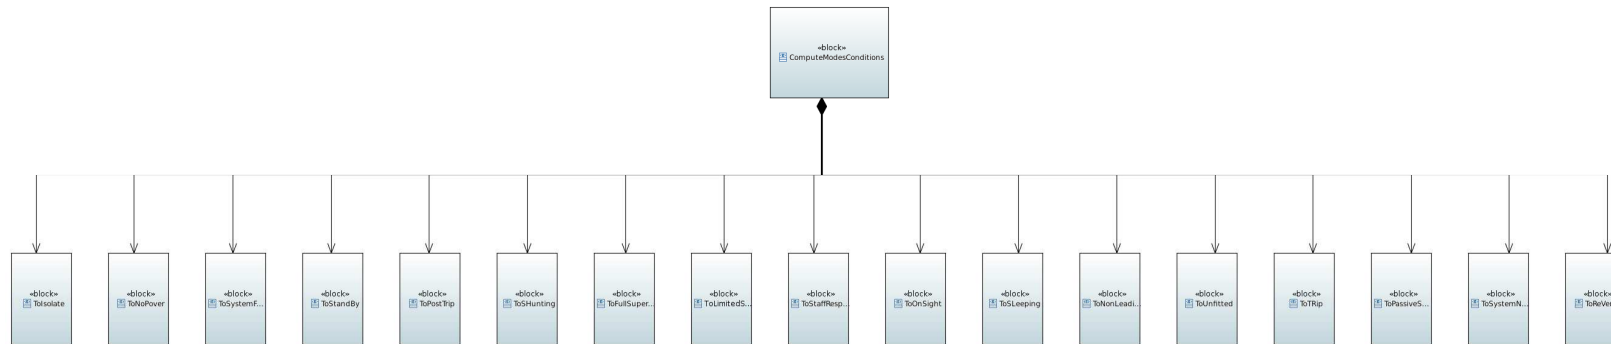 «block»
ComputeModesConditions
«block»
ToIsolate
«block»
ToNoPover
«block»
ToSystemF...
«block»
ToStandBy
«block»
ToPostTrip
«block»
ToSHunting
«block»
ToFullSuper...
«block»
ToLimitedS...
«block»
ToStaffResp...
«block»
ToOnSight
«block»
ToSLeeping
«block»
ToNonLeadi...
«block»
ToUnfitted
«block»
ToTRip
«block»
ToPassiveS...
«block»
ToSystemN...
«block»